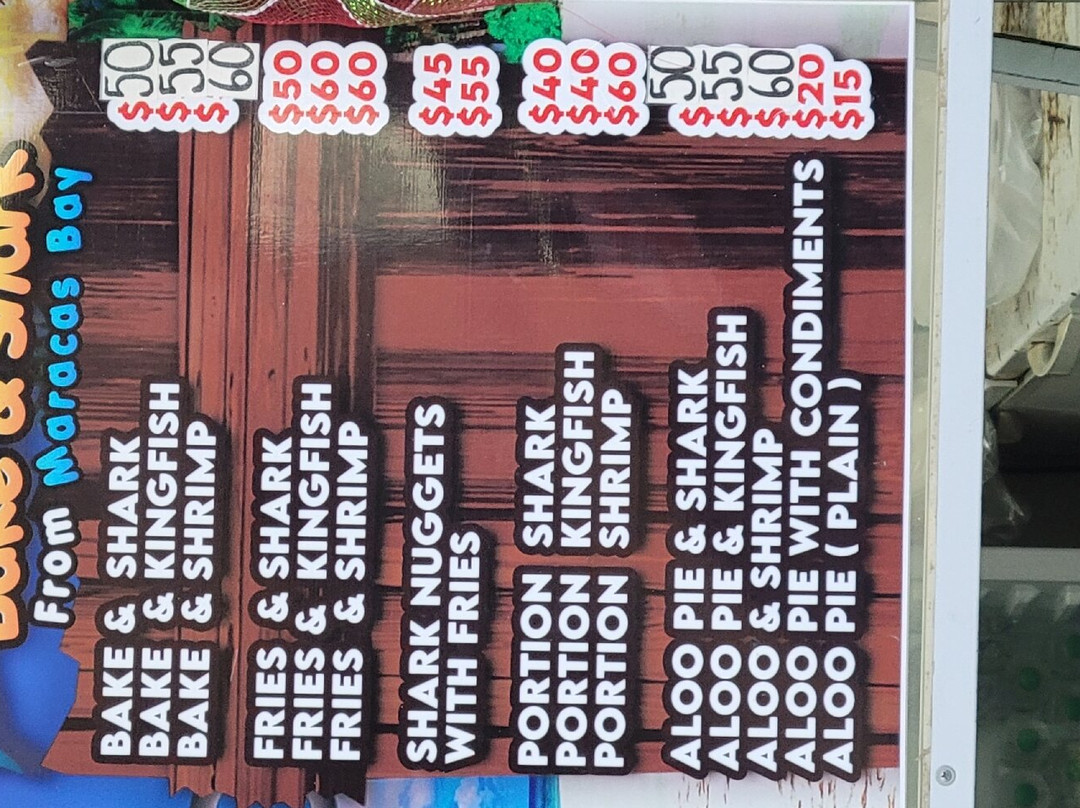 Bake & Shark
From Maracas Bay
BAKE & SHARK $50
BAKE & KINGFISH $55
BAKE & SHRIMP $60
FRIES & SHARK $50
FRIES & KINGFISH $60
FRIES & SHRIMP $60
SHARK NUGGETS $45
WITH FRIES $55
PORTION SHARK $40
PORTION KINGFISH $40
PORTION SHRIMP $60
ALOO PIE & SHARK $50
ALOO PIE & KINGFISH $55
ALOO & SHRIMP $60
ALOO PIE WITH CONDIMENTS $20
ALOO PIE ( PLAIN ) $15